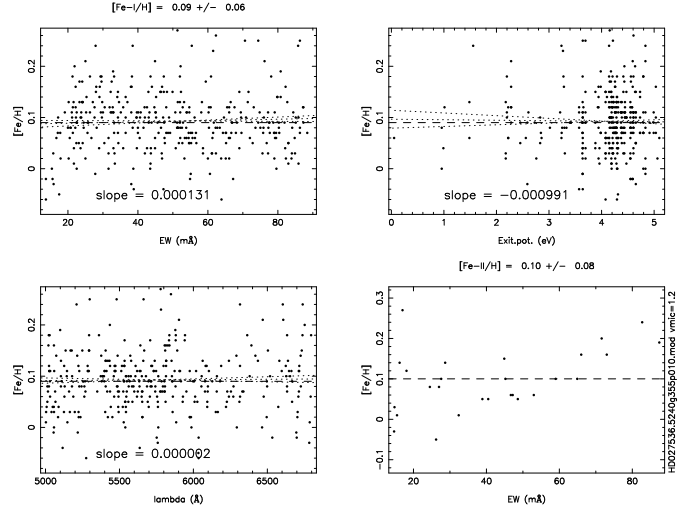 [Fe-I/H] = 0.09 +/- 0.06
0.2
0.1
0
[Fe/H]
slope = 0.000131
20 40 60 80
EW (mÅ)
0.2
0.1
0
[Fe/H]
slope = -0.000991
0 1 2 3 4 5
Exit.pot. (eV)
0.2
0.1
0
[Fe/H]
slope = 0.000002
5000 5500 6000 6500
lambda (Å)
[Fe-II/H] = 0.10 +/- 0.08
0.3
0.2
0.1
0
-0.1
[Fe/H]
20 40 60 80
EW (mÅ)
HD027536.5240g355p010.mod vmic=1.2